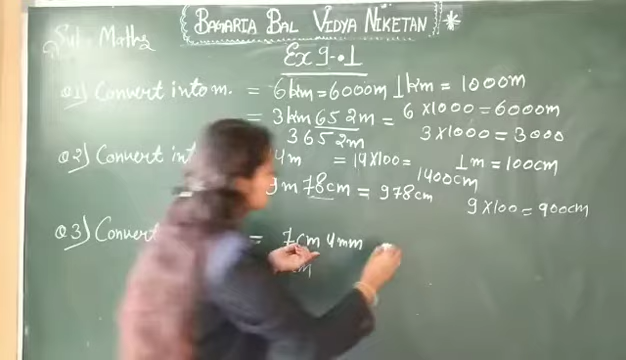 BAGARIA BAL VIDYA NIKETAN *
Sub- Maths
Ex 9.1
Q1) Convert into m. = 6km = 6000m 1km = 1000m
= 3km 652m = 6 x 1000 = 6000m
3652m 3 x 1000 = 3000
Q2) Convert int 4m = 14 x 100 = 1m = 100cm
1400cm
9m 78cm = 978cm 9 x 100 = 900cm
Q3) Convert = 7cm 4mm